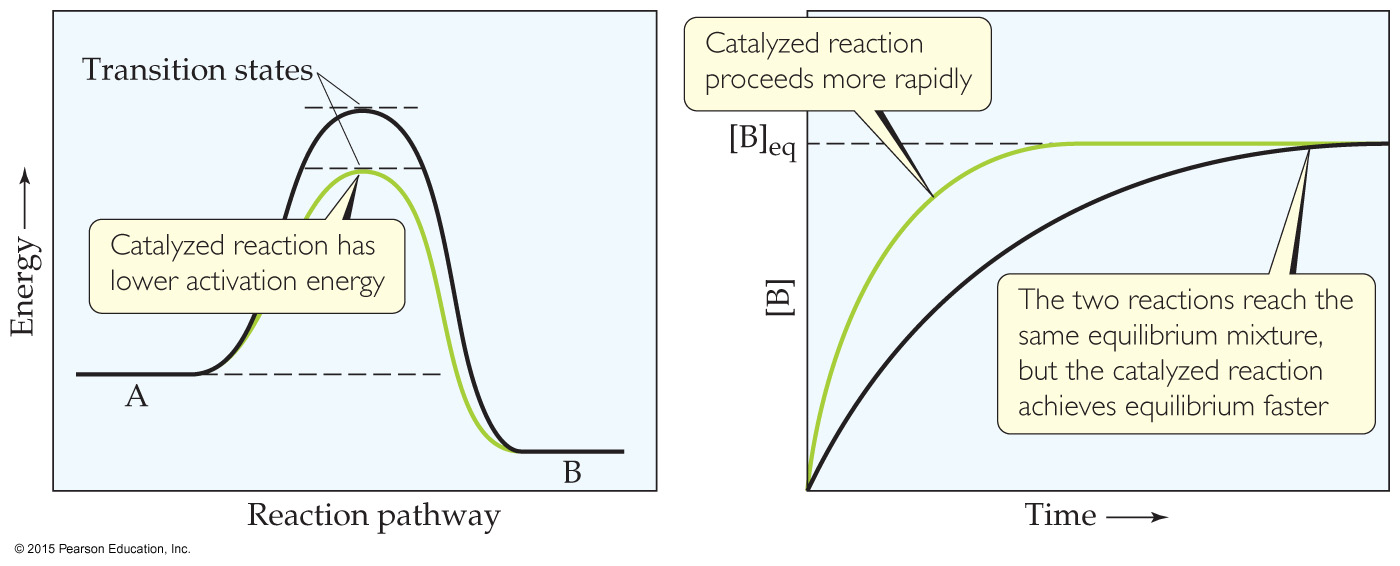 Transition states
Catalyzed reaction has
lower activation energy
Energy
A
B
Reaction pathway
Catalyzed reaction
proceeds more rapidly
[B]eq
[B]
The two reactions reach the
same equilibrium mixture,
but the catalyzed reaction
achieves equilibrium faster
Time
© 2015 Pearson Education, Inc.